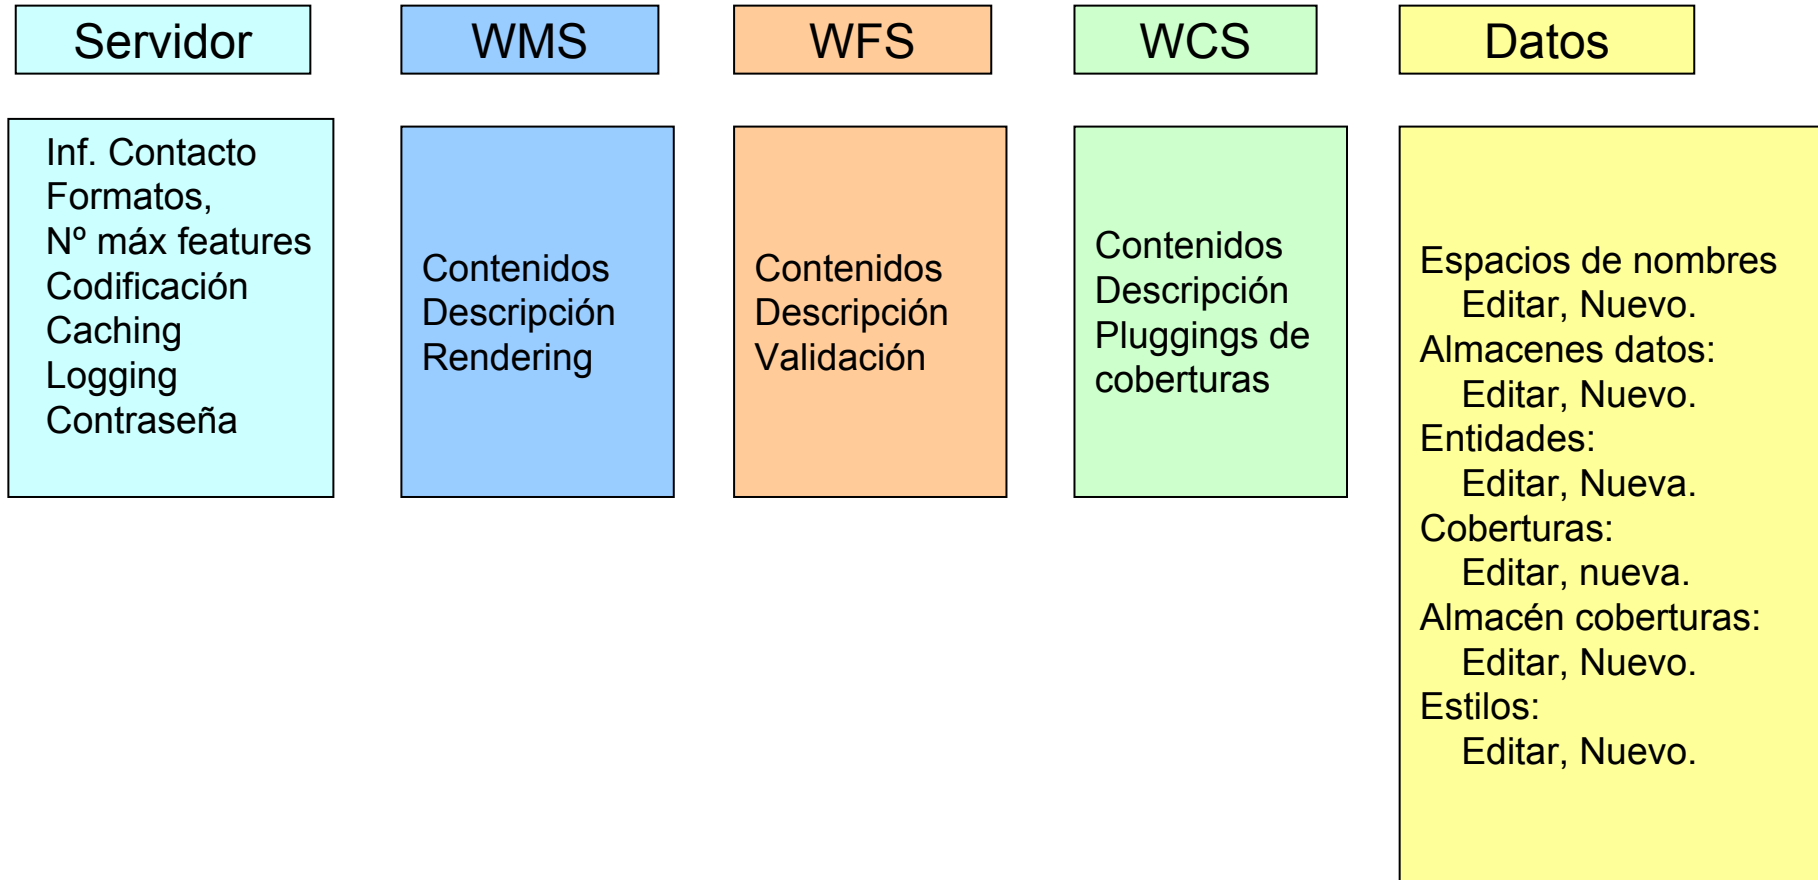 Servidor
WMS
WFS
WCS
Datos
Inf. Contacto
Formatos,
Nº máx features
Codificación
Caching
Logging
Contraseña
Contenidos
Descripción
Rendering
Contenidos
Descripción
Validación
Contenidos
Descripción
Pluggings de
coberturas
Espacios de nombres
Editar, Nuevo.
Almacenes datos:
Editar, Nuevo.
Entidades:
Editar, Nueva.
Coberturas:
Editar, nueva.
Almacén coberturas:
Editar, Nuevo.
Estilos:
Editar, Nuevo.